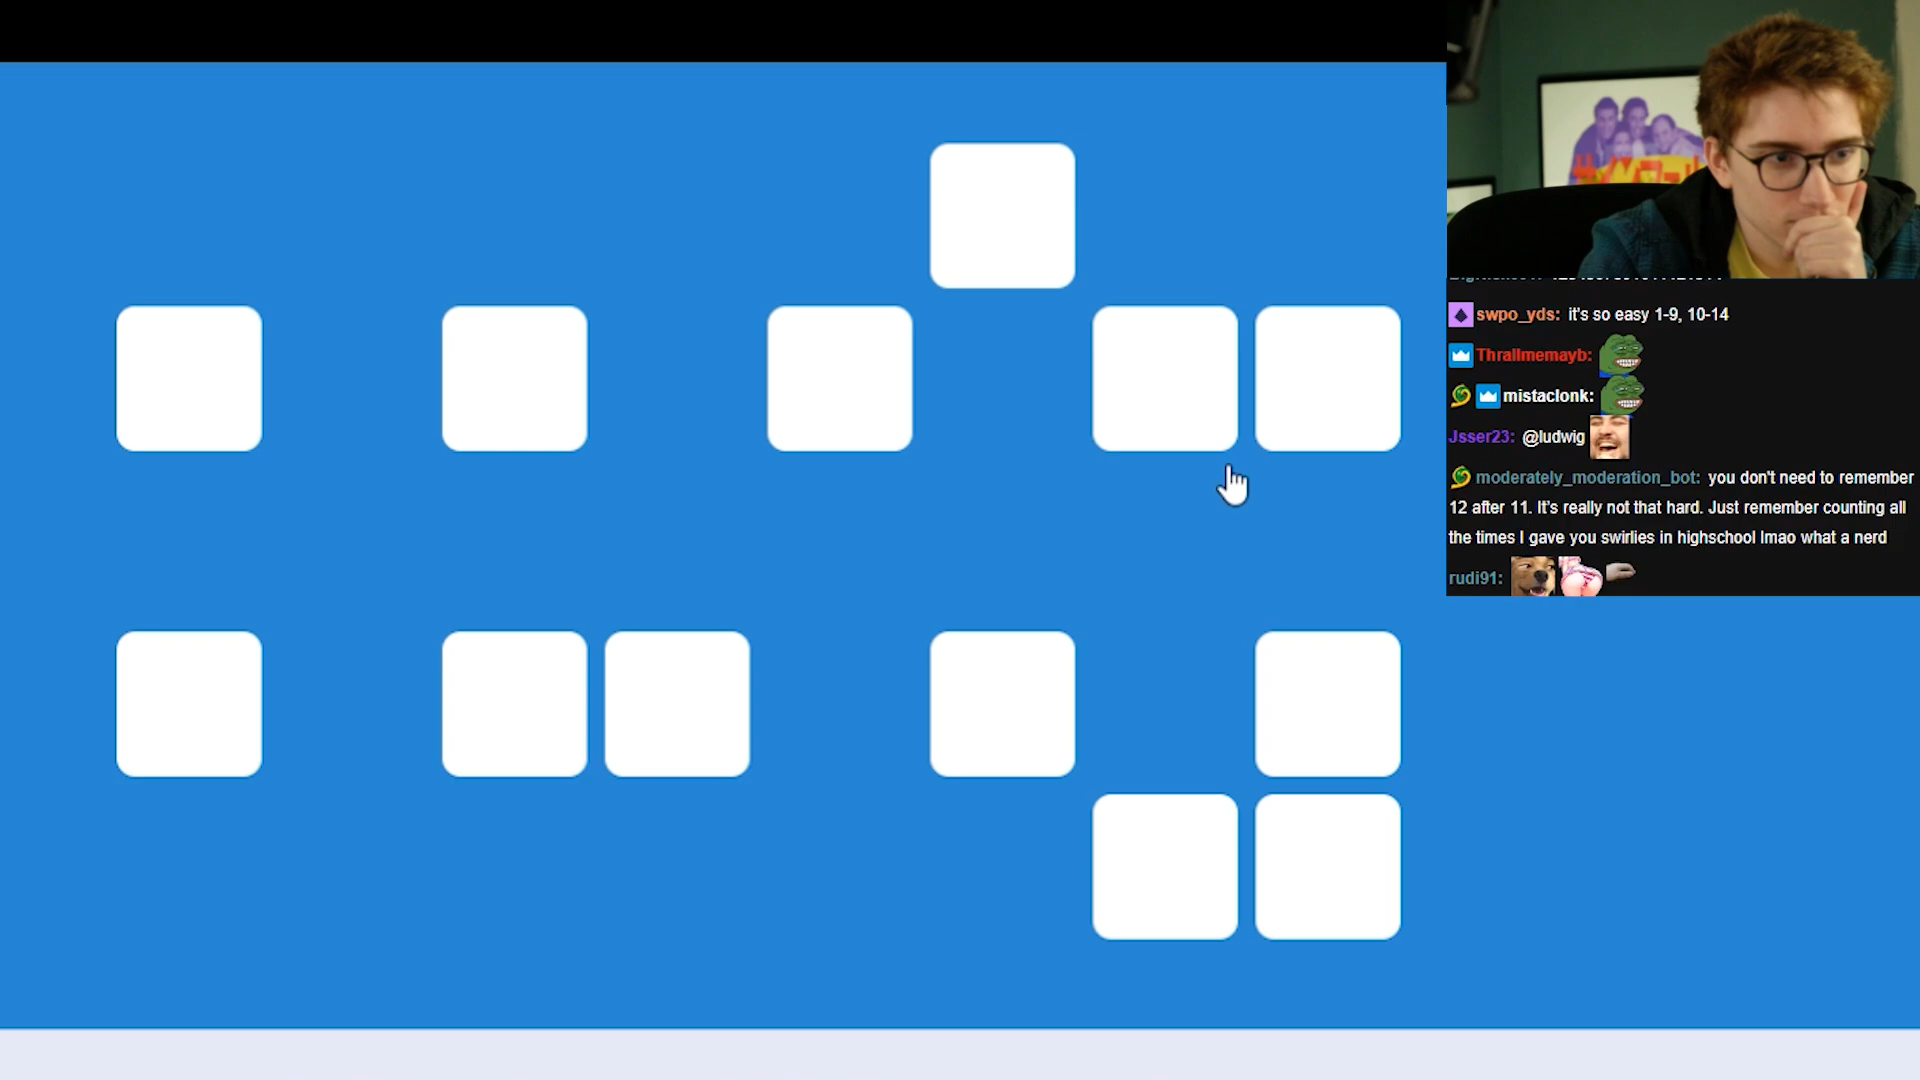 swpo_yds: it's so easy 1-9, 10-14
Thrallmemayb:
mistaclonk:
Jsser23: @ludwig
moderately_moderation_bot: you don't need to remember
12 after 11. It's really not that hard. Just remember counting all
the times I gave you swirlies in highschool lmao what a nerd
rudi91: